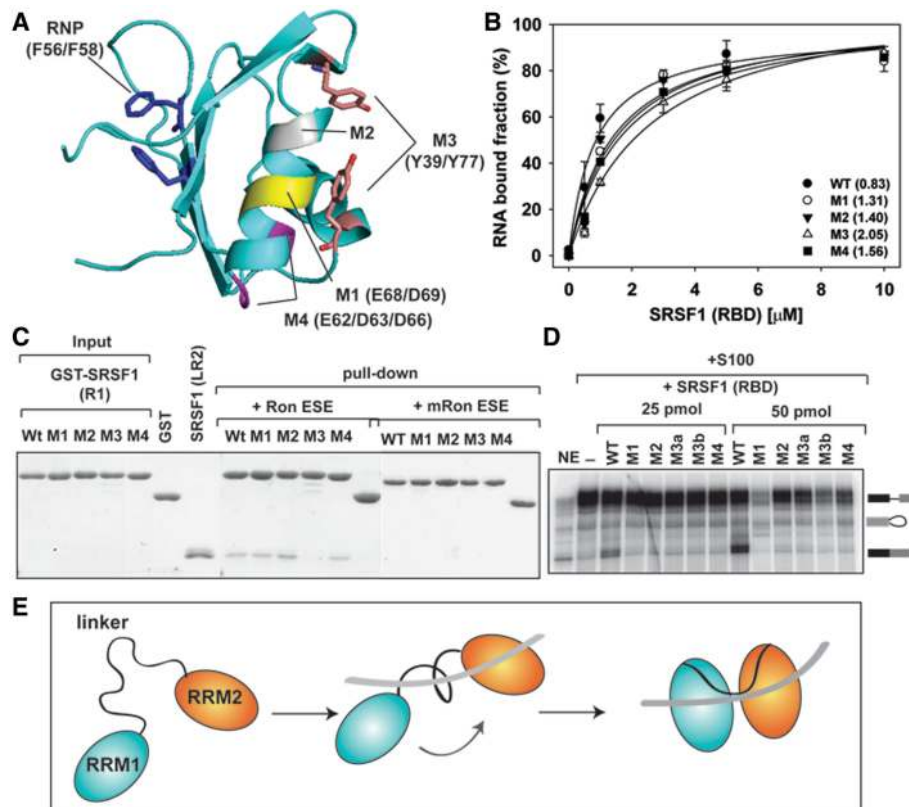 A
RNP
(F56/F58)
M2
M3
(Y39/Y77)
M1 (E68/D69)
M4 (E62/D63/D66)
B
RNA bound fraction (%)
100
80
60
40
20
0
WT (0.83)
M1 (1.31)
M2 (1.40)
M3 (2.05)
M4 (1.56)
0 2 4 6 8 10
SRSF1 (RBD) [µM]
C
Input
GST-SRSF1
(R1)
Wt M1 M2 M3 M4
GST
SRSF1 (LR2)
pull-down
+ Ron ESE
Wt M1 M2 M3 M4
+ mRon ESE
WT M1 M2 M3 M4
D
+S100
+ SRSF1 (RBD)
25 pmol
50 pmol
NE – WT M1 M2 M3a M3b M4 WT M1 M2 M3a M3b M4
E
linker
RRM2
RRM1